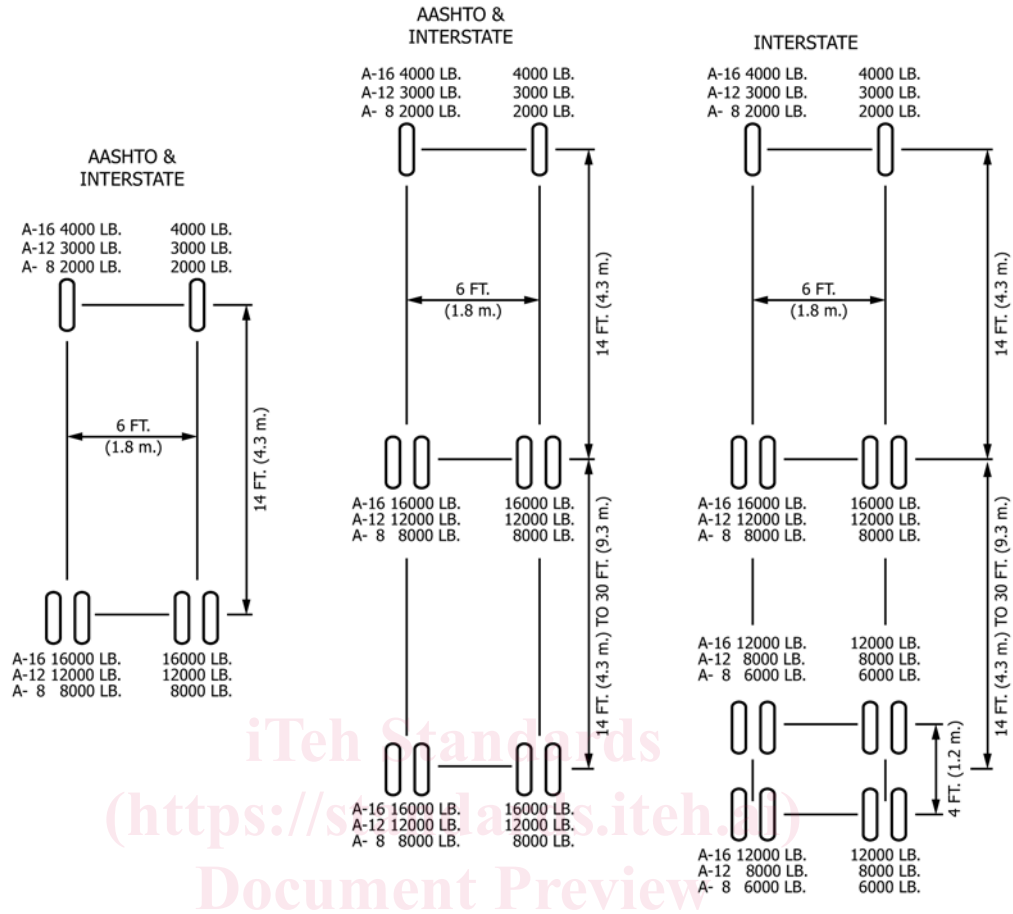 AASHTO &
INTERSTATE
A-16 4000 LB. 4000 LB.
A-12 3000 LB. 3000 LB.
A- 8 2000 LB. 2000 LB.
6 FT.
(1.8 m.)
14 FT. (4.3 m.)
A-16 16000 LB. 16000 LB.
A-12 12000 LB. 12000 LB.
A- 8 8000 LB. 8000 LB.
AASHTO &
INTERSTATE
A-16 4000 LB. 4000 LB.
A-12 3000 LB. 3000 LB.
A- 8 2000 LB. 2000 LB.
6 FT.
(1.8 m.)
14 FT. (4.3 m.)
A-16 16000 LB. 16000 LB.
A-12 12000 LB. 12000 LB.
A- 8 8000 LB. 8000 LB.
14 FT. (4.3 m.) TO 30 FT. (9.3 m.)
A-16 16000 LB. 16000 LB.
A-12 12000 LB. 12000 LB.
A- 8 8000 LB. 8000 LB.
INTERSTATE
A-16 4000 LB. 4000 LB.
A-12 3000 LB. 3000 LB.
A- 8 2000 LB. 2000 LB.
6 FT.
(1.8 m.)
14 FT. (4.3 m.)
A-16 16000 LB. 16000 LB.
A-12 12000 LB. 12000 LB.
A- 8 8000 LB. 8000 LB.
14 FT. (4.3 m.) TO 30 FT. (9.3 m.)
A-16 12000 LB. 12000 LB.
A-12 8000 LB. 8000 LB.
A- 8 6000 LB. 6000 LB.
4 FT. (1.2 m.)
A-16 12000 LB. 12000 LB.
A-12 8000 LB. 8000 LB.
A- 8 6000 LB. 6000 LB.
iTeh Standards
(https://standards.iteh.ai)
Document Preview